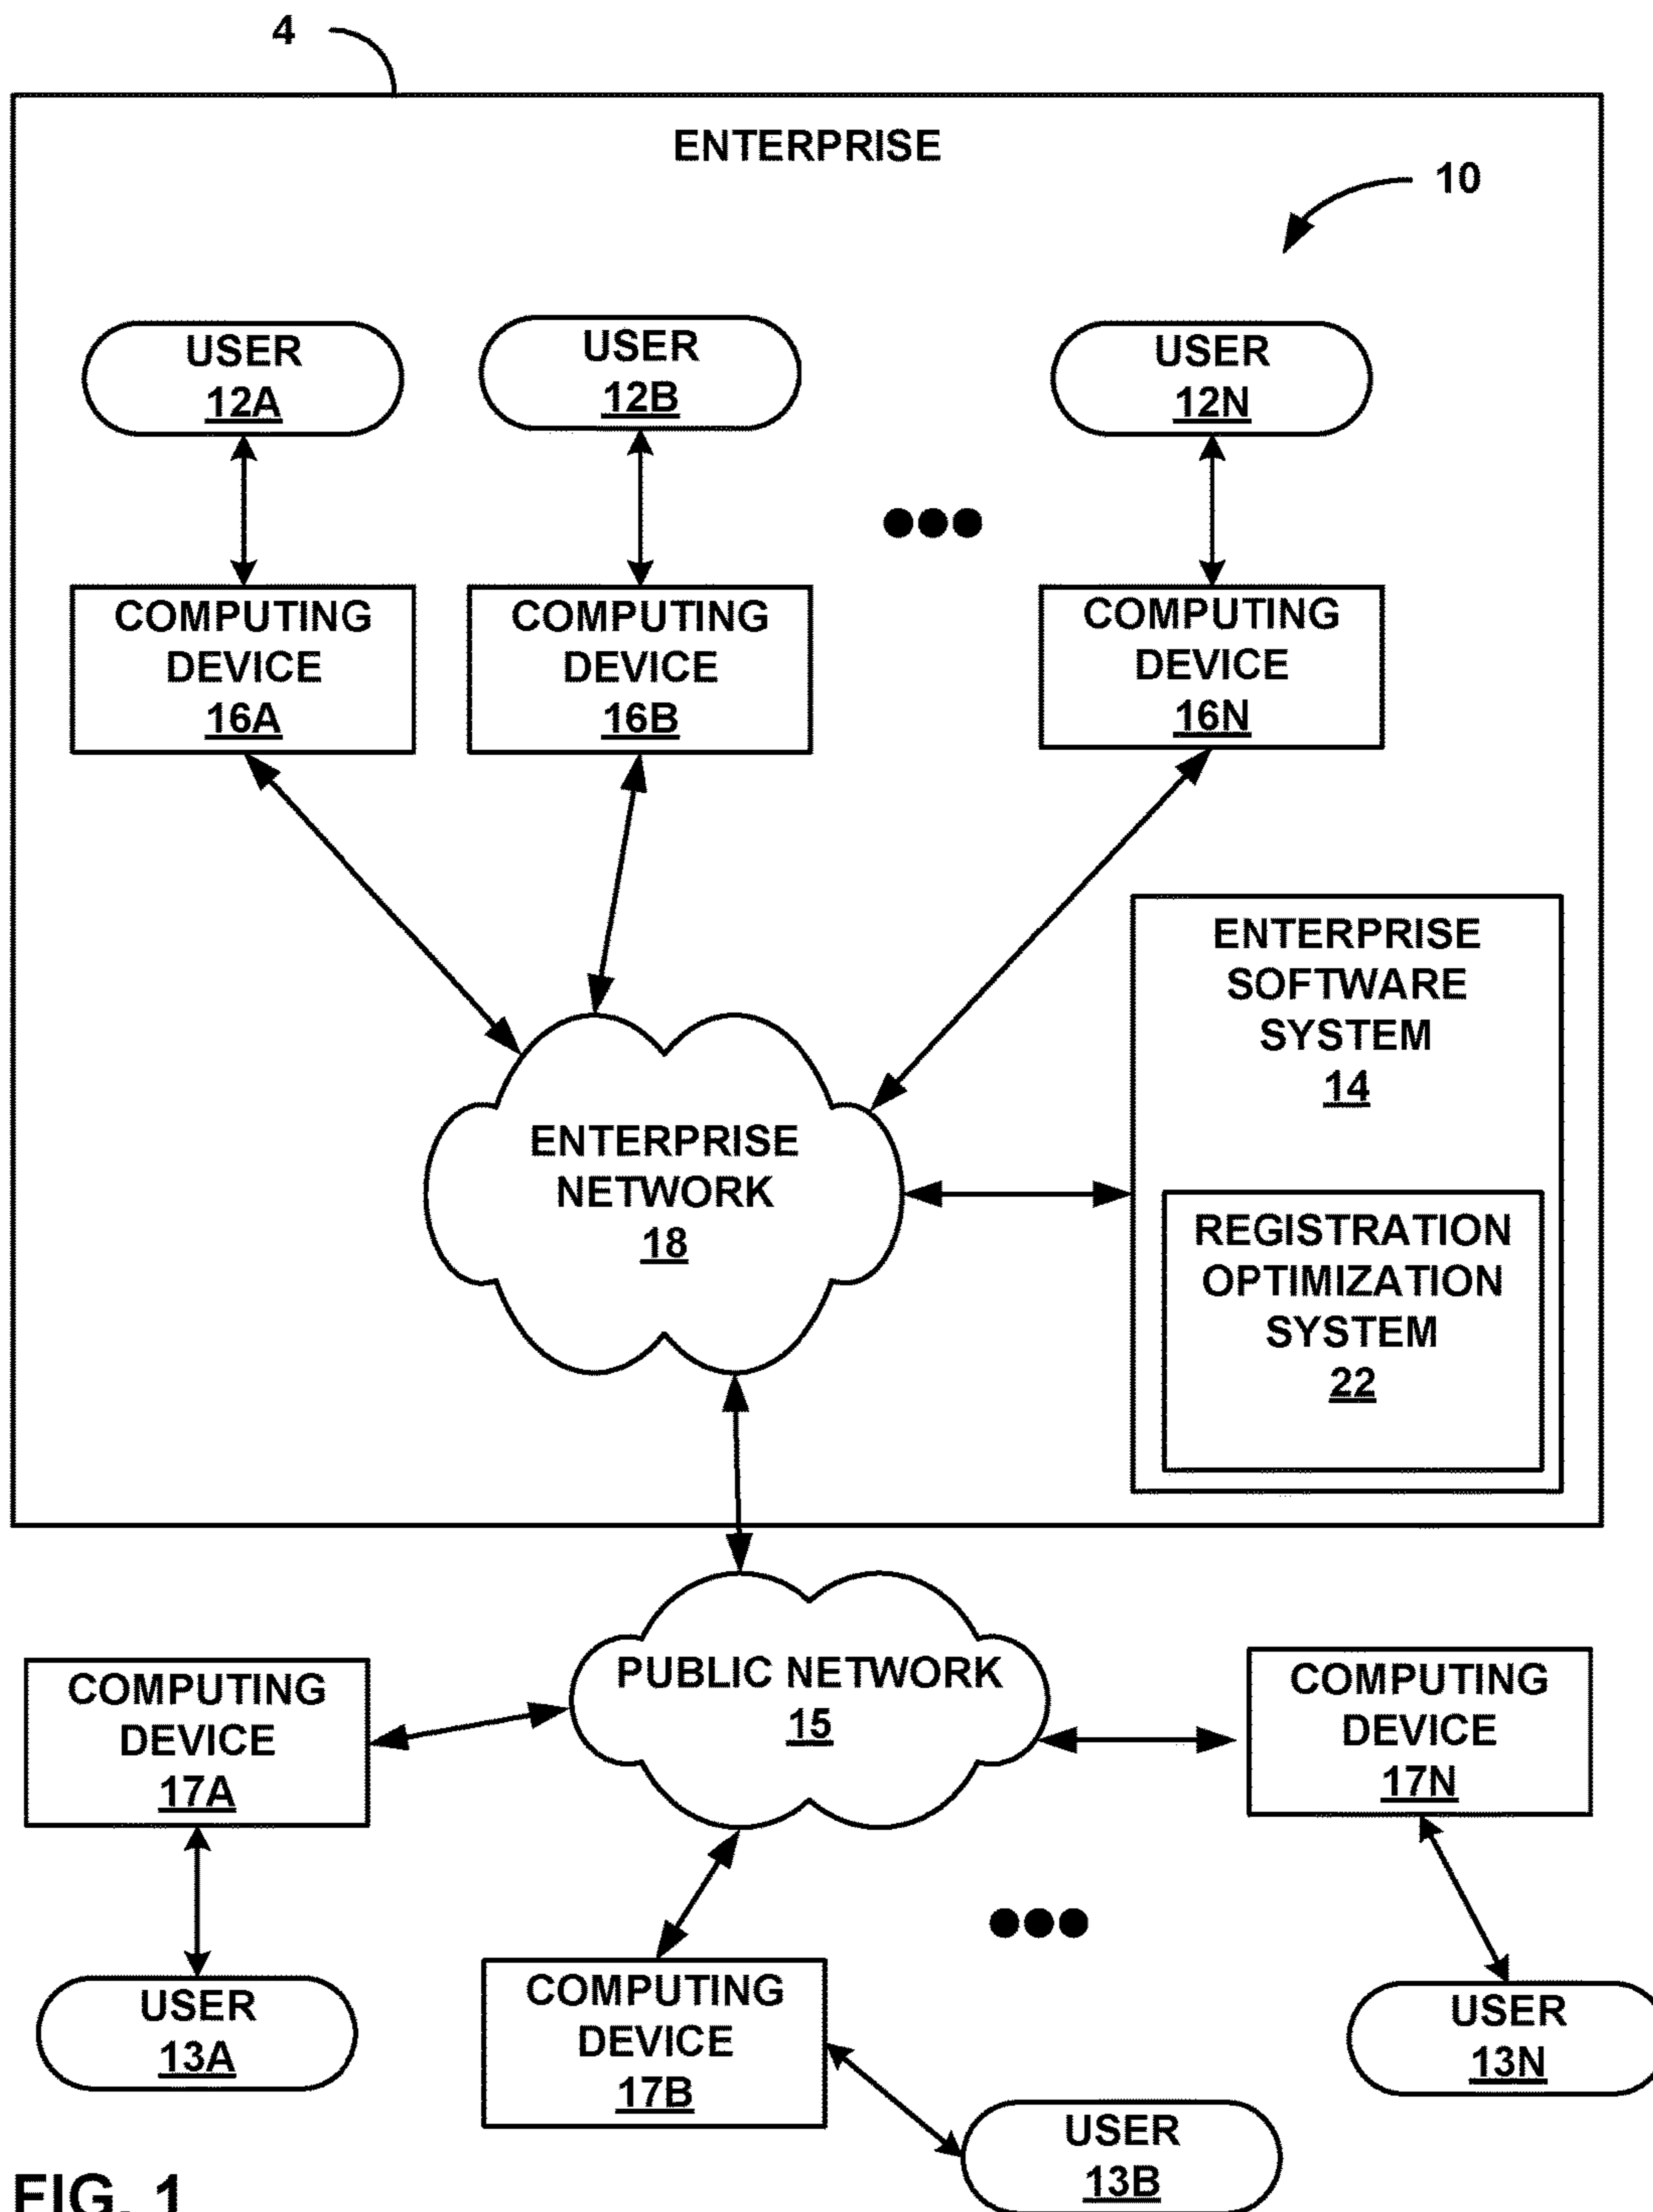 4
ENTERPRISE
10
USER
12A
USER
12B
USER
12N
COMPUTING
DEVICE
16A
COMPUTING
DEVICE
16B
COMPUTING
DEVICE
16N
ENTERPRISE
SOFTWARE
SYSTEM
14
ENTERPRISE
NETWORK
18
REGISTRATION
OPTIMIZATION
SYSTEM
22
PUBLIC NETWORK
15
COMPUTING
DEVICE
17A
COMPUTING
DEVICE
17N
USER
13A
COMPUTING
DEVICE
17B
USER
13N
USER
13B
FIG. 1